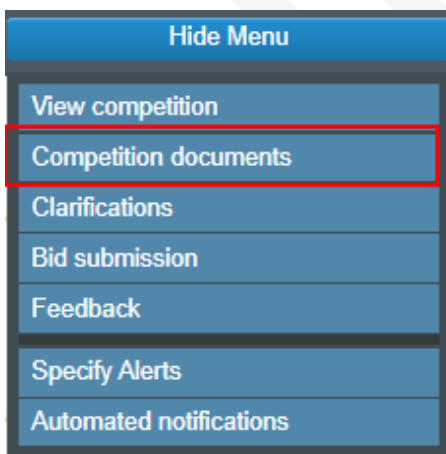 Hide Menu
View competition
Competition documents
Clarifications
Bid submission
Feedback
Specify Alerts
Automated notifications